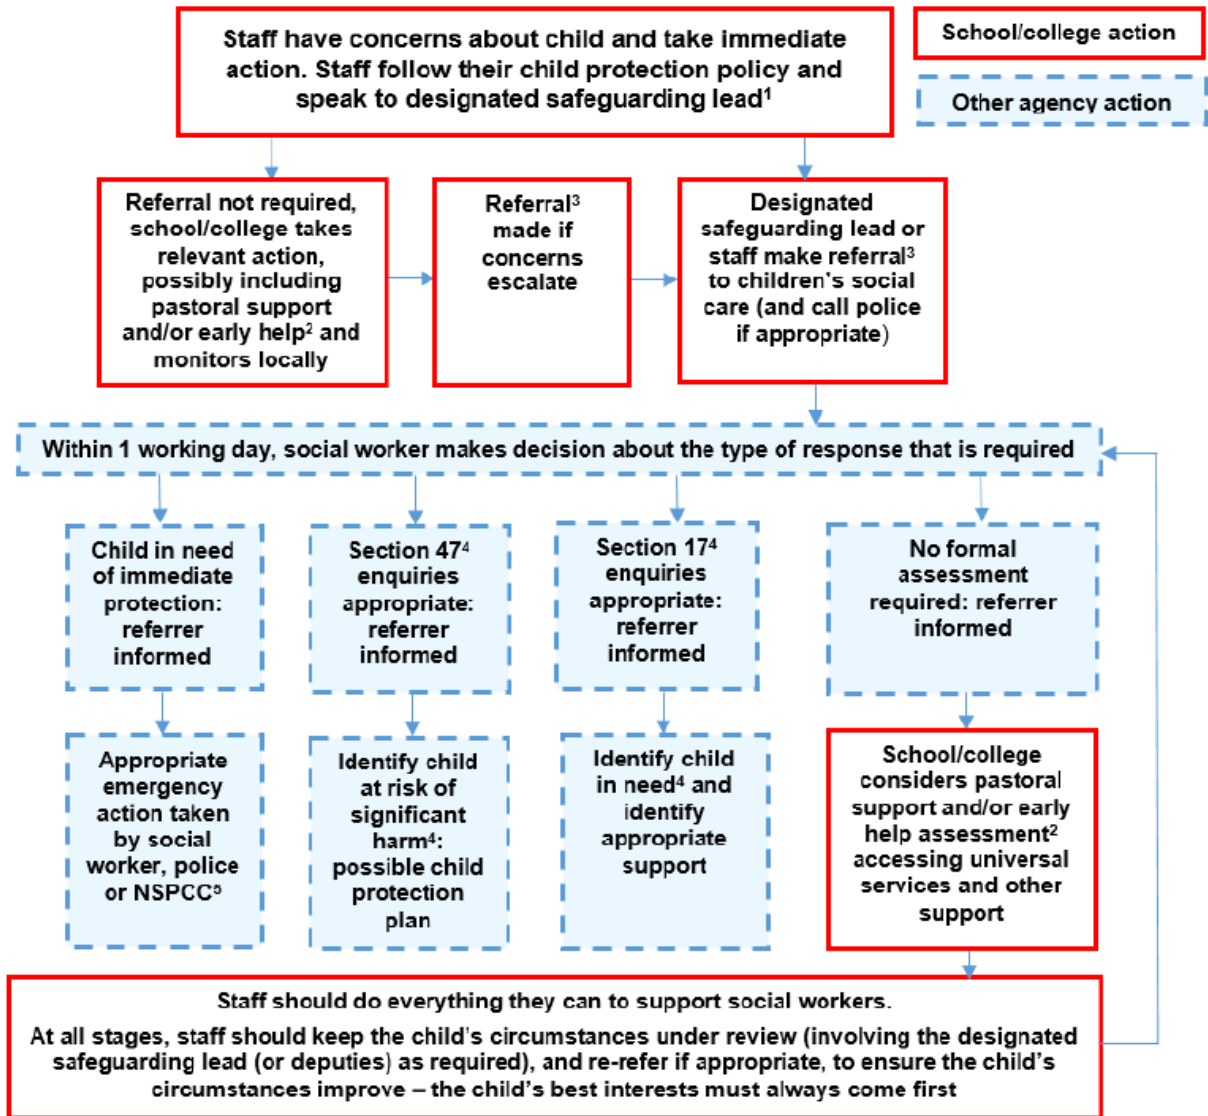 Staff have concerns about child and take immediate
action. Staff follow their child protection policy and
speak to designated safeguarding lead¹
School/college action
Other agency action
Referral not required,
school/college takes
relevant action,
possibly including
pastoral support
and/or early help² and
monitors locally
Referral³
made if
concerns
escalate
Designated
safeguarding lead or
staff make referral³
to children’s social
care (and call police
if appropriate)
Within 1 working day, social worker makes decision about the type of response that is required
Child in need
of immediate
protection:
referrer
informed
Section 47⁴
enquiries
appropriate:
referrer
informed
Section 17⁴
enquiries
appropriate:
referrer
informed
No formal
assessment
required: referrer
informed
Appropriate
emergency
action taken
by social
worker, police
or NSPCC⁵
Identify child
at risk of
significant
harm⁴:
possible child
protection
plan
Identify child
in need⁴ and
identify
appropriate
support
School/college
considers pastoral
support and/or early
help assessment²
accessing universal
services and other
support
Staff should do everything they can to support social workers.
At all stages, staff should keep the child’s circumstances under review (involving the designated
safeguarding lead (or deputies) as required), and re-refer if appropriate, to ensure the child’s
circumstances improve – the child’s best interests must always come first